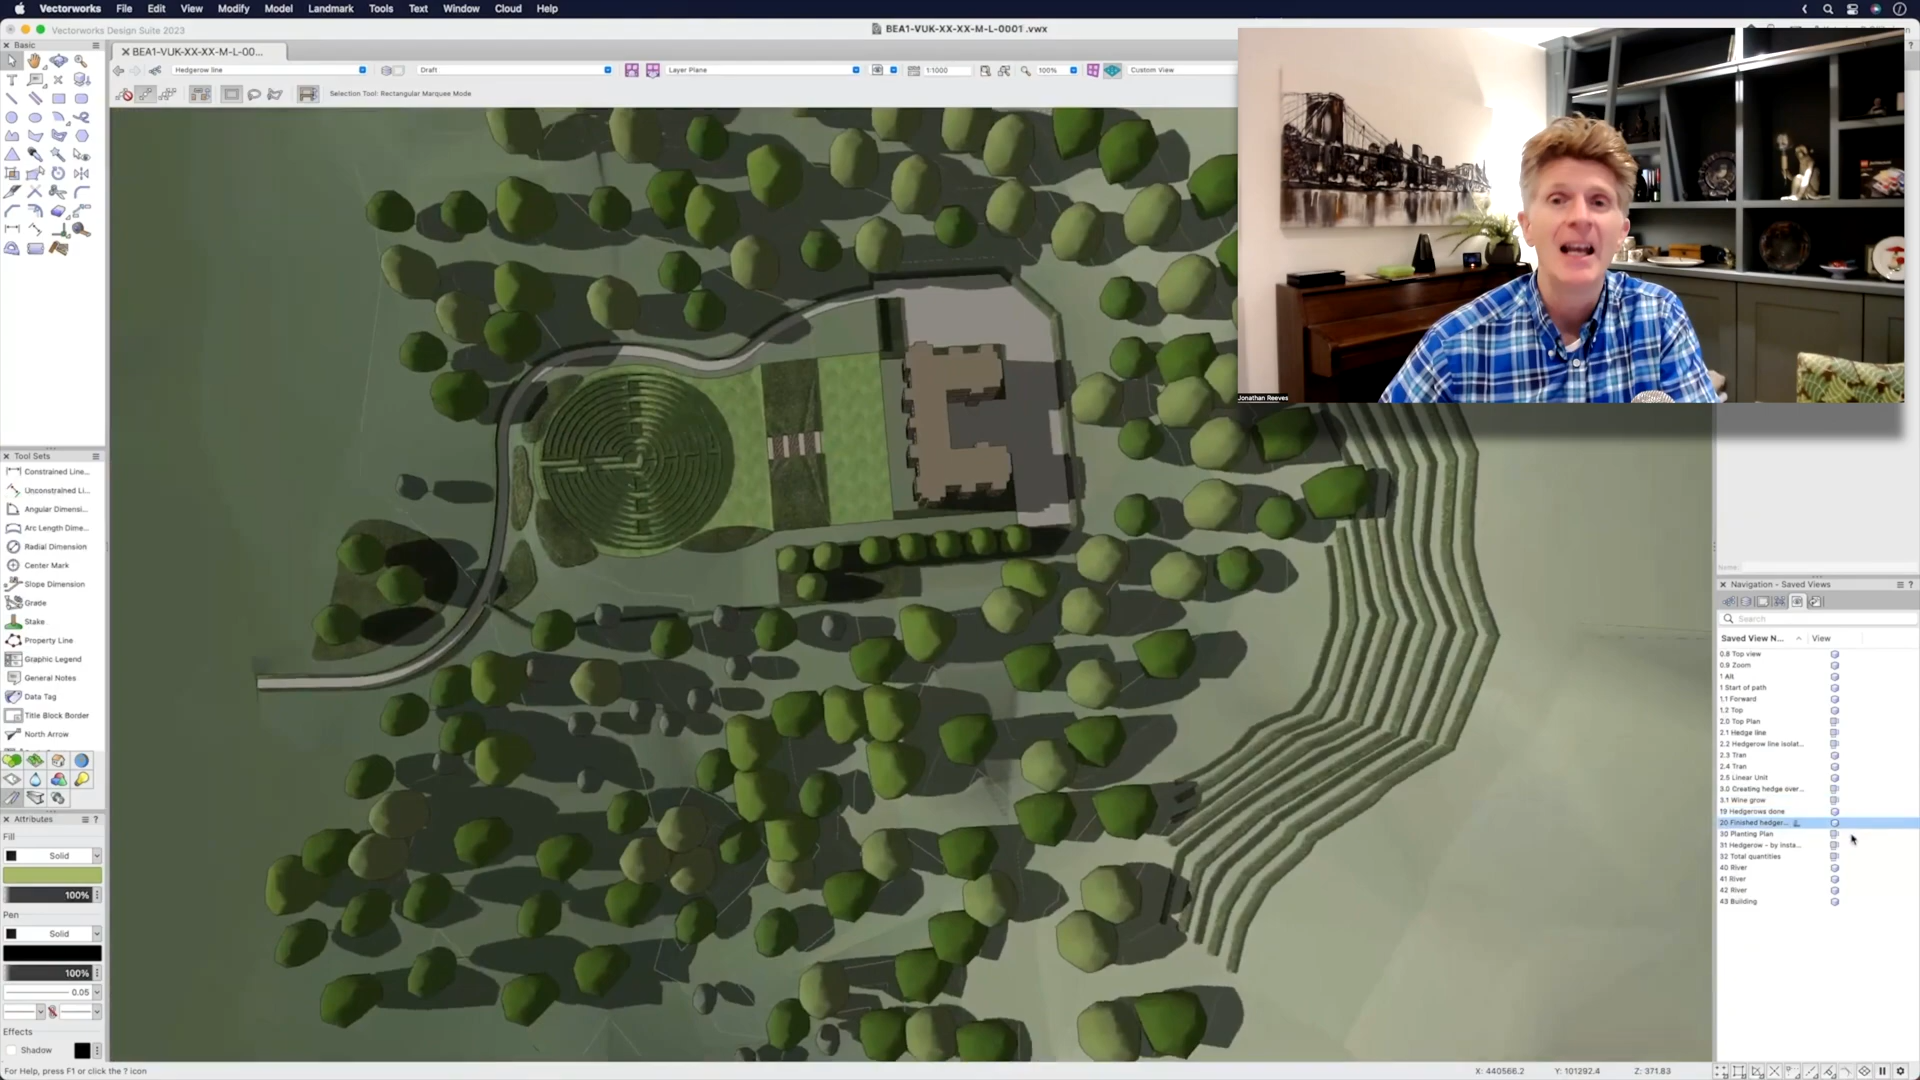 Vectorworks File Edit View Modify Model Landmark Tools Text Window Cloud Help
Vectorworks Design Suite 2023
BEA1-VUK-XX-XX-M-L-0001.vwx
Basic
BEA1-VUK-XX-XX-M-L-00...
Hedgerow line
Draft
Layer Plane
1:1000
100%
Custom View
Selection Tool: Rectangular Marquee Mode
Jonathan Reeves
Tool Sets
Constrained Line...
Unconstrained Li...
Angular Dimensi...
Arc Length Dime...
Radial Dimension
Center Mark
Slope Dimension
Grade
Stake
Property Line
Graphic Legend
General Notes
Data Tag
Title Block Border
North Arrow
Attributes
Fill
Solid
100%
Pen
Solid
100%
0.05
Effects
Shadow
For Help, press F1 or click the ? icon
Name:
Navigation - Saved Views
Search
Saved View N... View
0.8 Top view
0.9 Zoom
1 Alt
1 Start of path
1.1 Forward
1.2 Top
2.0 Top Plan
2.1 Hedge line
2.2 Hedgerow line isolat...
2.3 Tran
2.4 Tran
2.5 Linear Unit
3.0 Creating hedge over...
3.1 Wine grow
19 Hedgerows done
20 Finished hedger...
30 Planting Plan
31 Hedgerow - by insta...
32 Total quantities
40 River
41 River
42 River
43 Building
X: 440566.2 Y: 101292.4 Z: 371.83